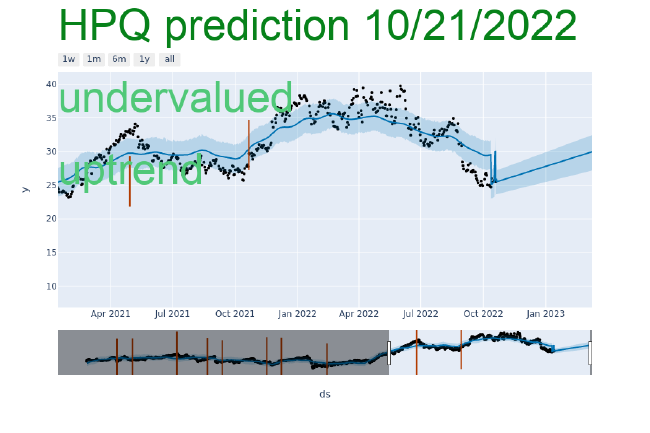 HPQ prediction 10/21/2022
1w 1m 6m 1y all
undervalued
uptrend
40
35
30
25
20
15
10
y
Apr 2021 Jul 2021 Oct 2021 Jan 2022 Apr 2022 Jul 2022 Oct 2022 Jan 2023
ds